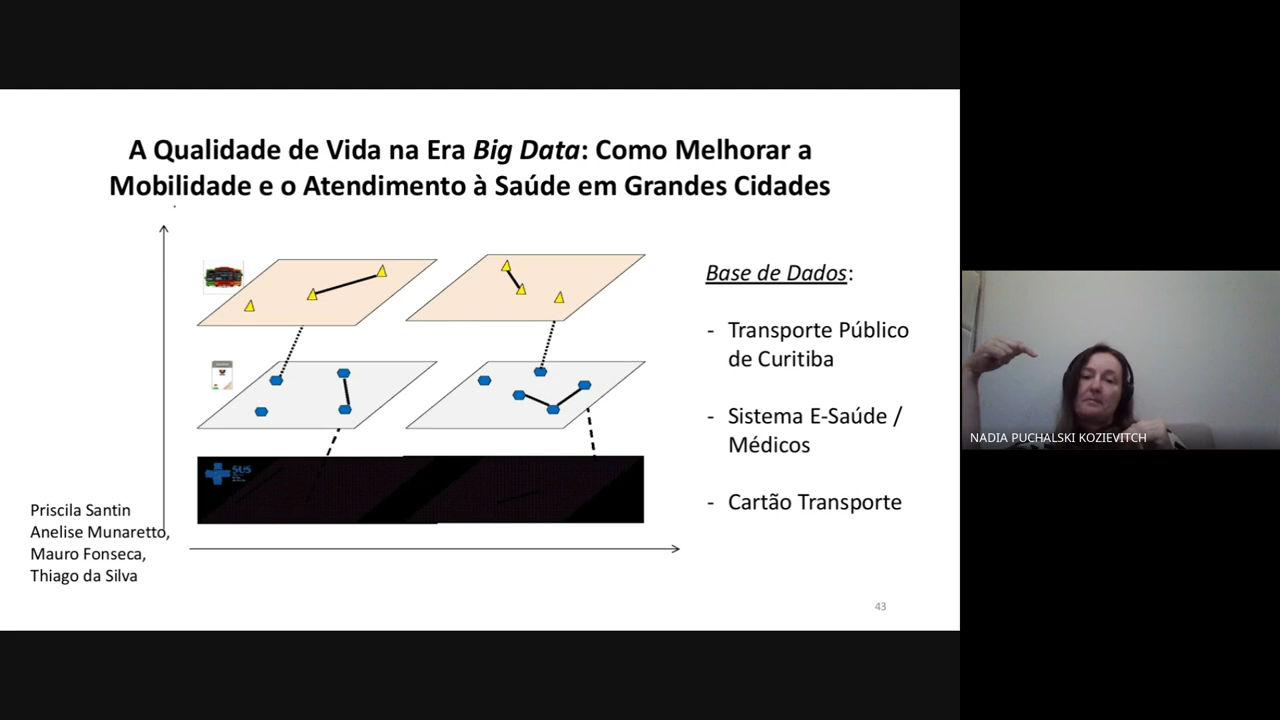 A Qualidade de Vida na Era Big Data: Como Melhorar a
Mobilidade e o Atendimento à Saúde em Grandes Cidades
Base de Dados:
- Transporte Público
de Curitiba
- Sistema E-Saúde /
Médicos
- Cartão Transporte
SUS
Priscila Santin
Anelise Munaretto,
Mauro Fonseca,
Thiago da Silva
43
NADIA PUCHALSKI KOZIEVITCH